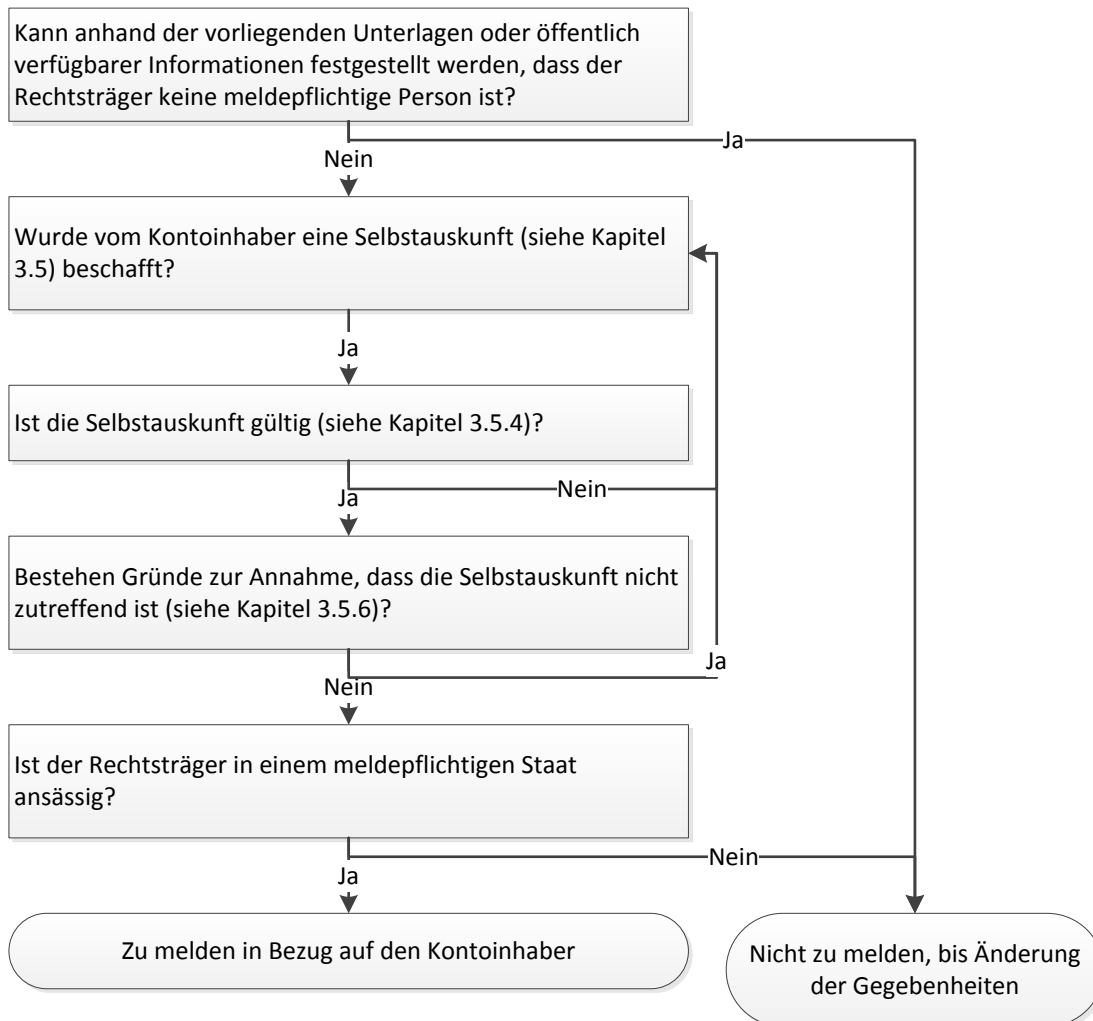 Kann anhand der vorliegenden Unterlagen oder öffentlich
verfügbarer Informationen festgestellt werden, dass der
Rechtsträger keine meldepflichtige Person ist?
Ja
Nein
Wurde vom Kontoinhaber eine Selbstauskunft (siehe Kapitel
3.5) beschafft?
Ja
Ist die Selbstauskunft gültig (siehe Kapitel 3.5.4)?
Nein
Ja
Bestehen Gründe zur Annahme, dass die Selbstauskunft nicht
zutreffend ist (siehe Kapitel 3.5.6)?
Ja
Nein
Ist der Rechtsträger in einem meldepflichtigen Staat
ansässig?
Nein
Ja
Zu melden in Bezug auf den Kontoinhaber
Nicht zu melden, bis Änderung
der Gegebenheiten